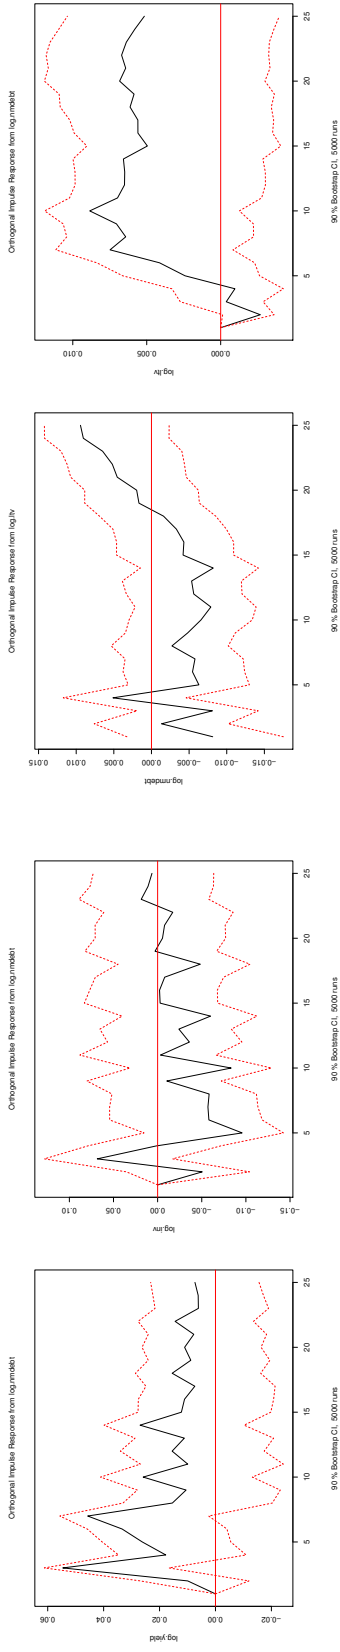 Orthogonal Impulse Response from log.nmdebt
log.yield
0.06
0.04
0.02
0.00
−0.02
5 10 15 20 25
90 % Bootstrap CI, 5000 runs
Orthogonal Impulse Response from log.nmdebt
log.inv
0.10
0.05
0.00
−0.05
−0.10
−0.15
5 10 15 20 25
90 % Bootstrap CI, 5000 runs
Orthogonal Impulse Response from log.ltv
log.nmdebt
0.015
0.010
0.005
0.000
−0.005
−0.010
−0.015
5 10 15 20 25
90 % Bootstrap CI, 5000 runs
Orthogonal Impulse Response from log.nmdebt
log.ltv
0.010
0.005
0.000
5 10 15 20 25
90 % Bootstrap CI, 5000 runs